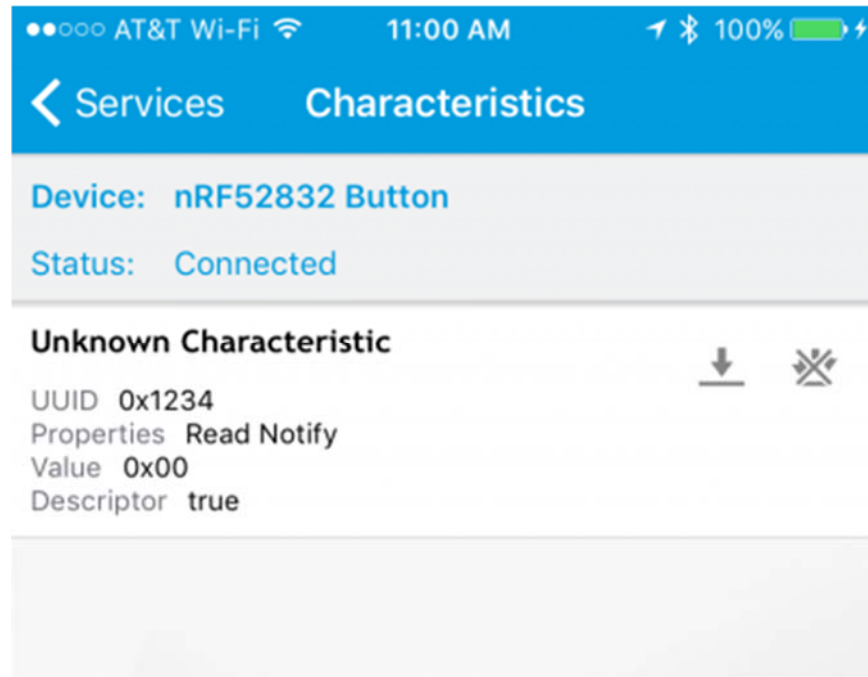 AT&T Wi-Fi 11:00 AM 100%
Services Characteristics
Device: nRF52832 Button
Status: Connected
Unknown Characteristic
UUID 0x1234
Properties Read Notify
Value 0x00
Descriptor true